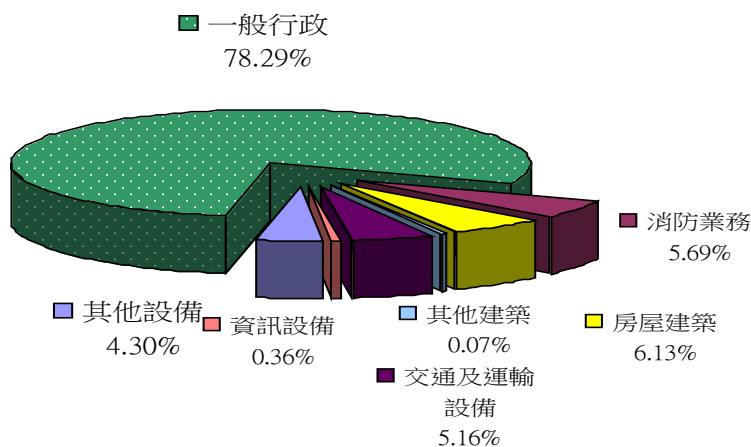 一般行政
78.29%
消防業務
5.69%
其他設備
4.30%
資訊設備
0.36%
其他建築
0.07%
房屋建築
6.13%
交通及運輸
設備
5.16%